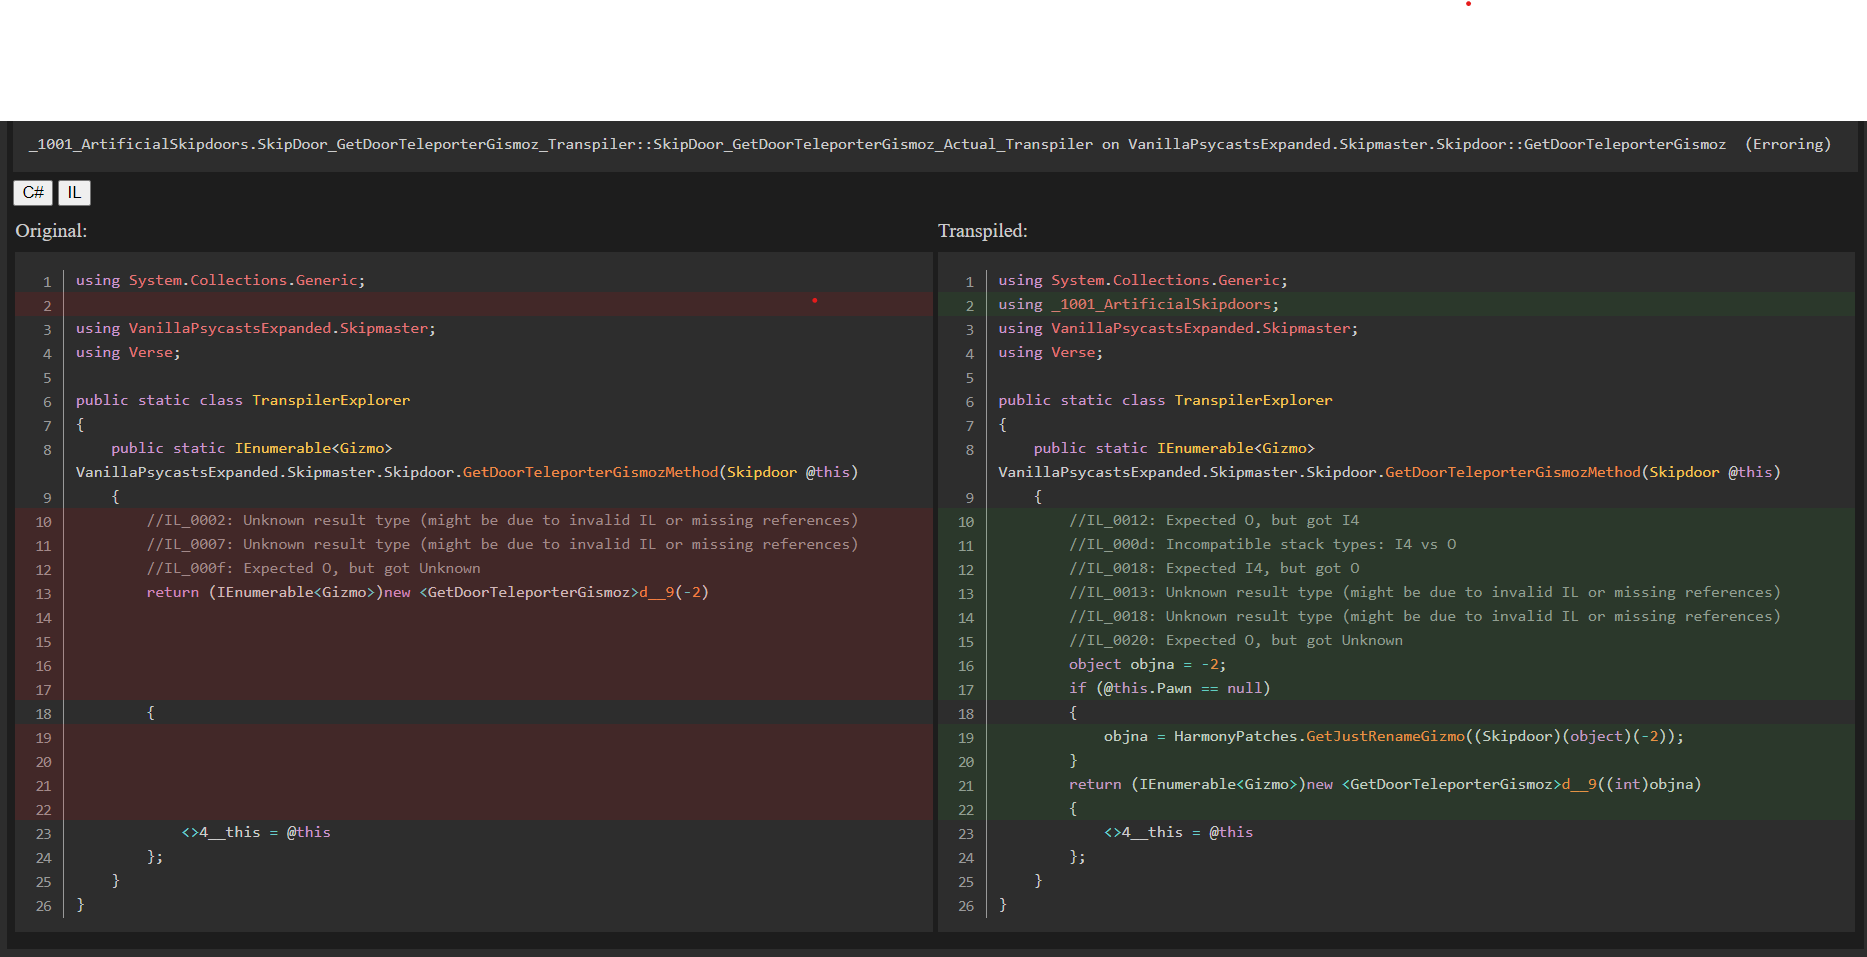 _1001_ArtificialSkipdoors.SkipDoor_GetDoorTeleporterGismoz_Transpiler::SkipDoor_GetDoorTeleporterGismoz_Actual_Transpiler on VanillaPsycastsExpanded.Skipmaster.Skipdoor::GetDoorTeleporterGismoz (Erroring)
C# IL
Original:
1 using System.Collections.Generic;
2
3 using VanillaPsycastsExpanded.Skipmaster;
4 using Verse;
5
6 public static class TranspilerExplorer
7 {
8 public static IEnumerable<Gizmo>
VanillaPsycastsExpanded.Skipmaster.Skipdoor.GetDoorTeleporterGismozMethod(Skipdoor @this)
9 {
10 //IL_0002: Unknown result type (might be due to invalid IL or missing references)
11 //IL_0007: Unknown result type (might be due to invalid IL or missing references)
12 //IL_000f: Expected O, but got Unknown
13 return (IEnumerable<Gizmo>)new <GetDoorTeleporterGismoz>d__9(-2)
14
15
16
17
18 {
19
20
21
22
23 <>4__this = @this
24 };
25 }
26 }
Transpiled:
1 using System.Collections.Generic;
2 using _1001_ArtificialSkipdoors;
3 using VanillaPsycastsExpanded.Skipmaster;
4 using Verse;
5
6 public static class TranspilerExplorer
7 {
8 public static IEnumerable<Gizmo>
VanillaPsycastsExpanded.Skipmaster.Skipdoor.GetDoorTeleporterGismozMethod(Skipdoor @this)
9 {
10 //IL_0012: Expected O, but got I4
11 //IL_000d: Incompatible stack types: I4 vs O
12 //IL_0018: Expected I4, but got O
13 //IL_0013: Unknown result type (might be due to invalid IL or missing references)
14 //IL_0018: Unknown result type (might be due to invalid IL or missing references)
15 //IL_0020: Expected O, but got Unknown
16 object objna = -2;
17 if (@this.Pawn == null)
18 {
19 objna = HarmonyPatches.GetJustRenameGizmo((Skipdoor)(object)(-2));
20 }
21 return (IEnumerable<Gizmo>)new <GetDoorTeleporterGismoz>d__9((int)objna)
22 {
23 <>4__this = @this
24 };
25 }
26 }